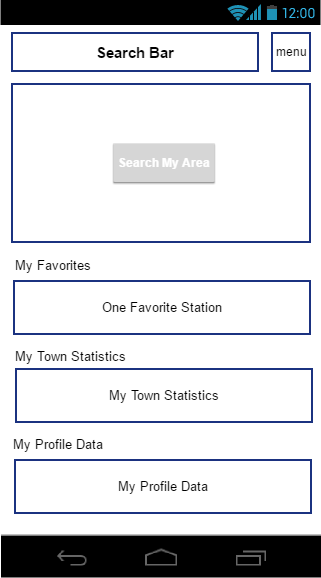 12:00
Search Bar
menu
Search My Area
My Favorites
One Favorite Station
My Town Statistics
My Town Statistics
My Profile Data
My Profile Data